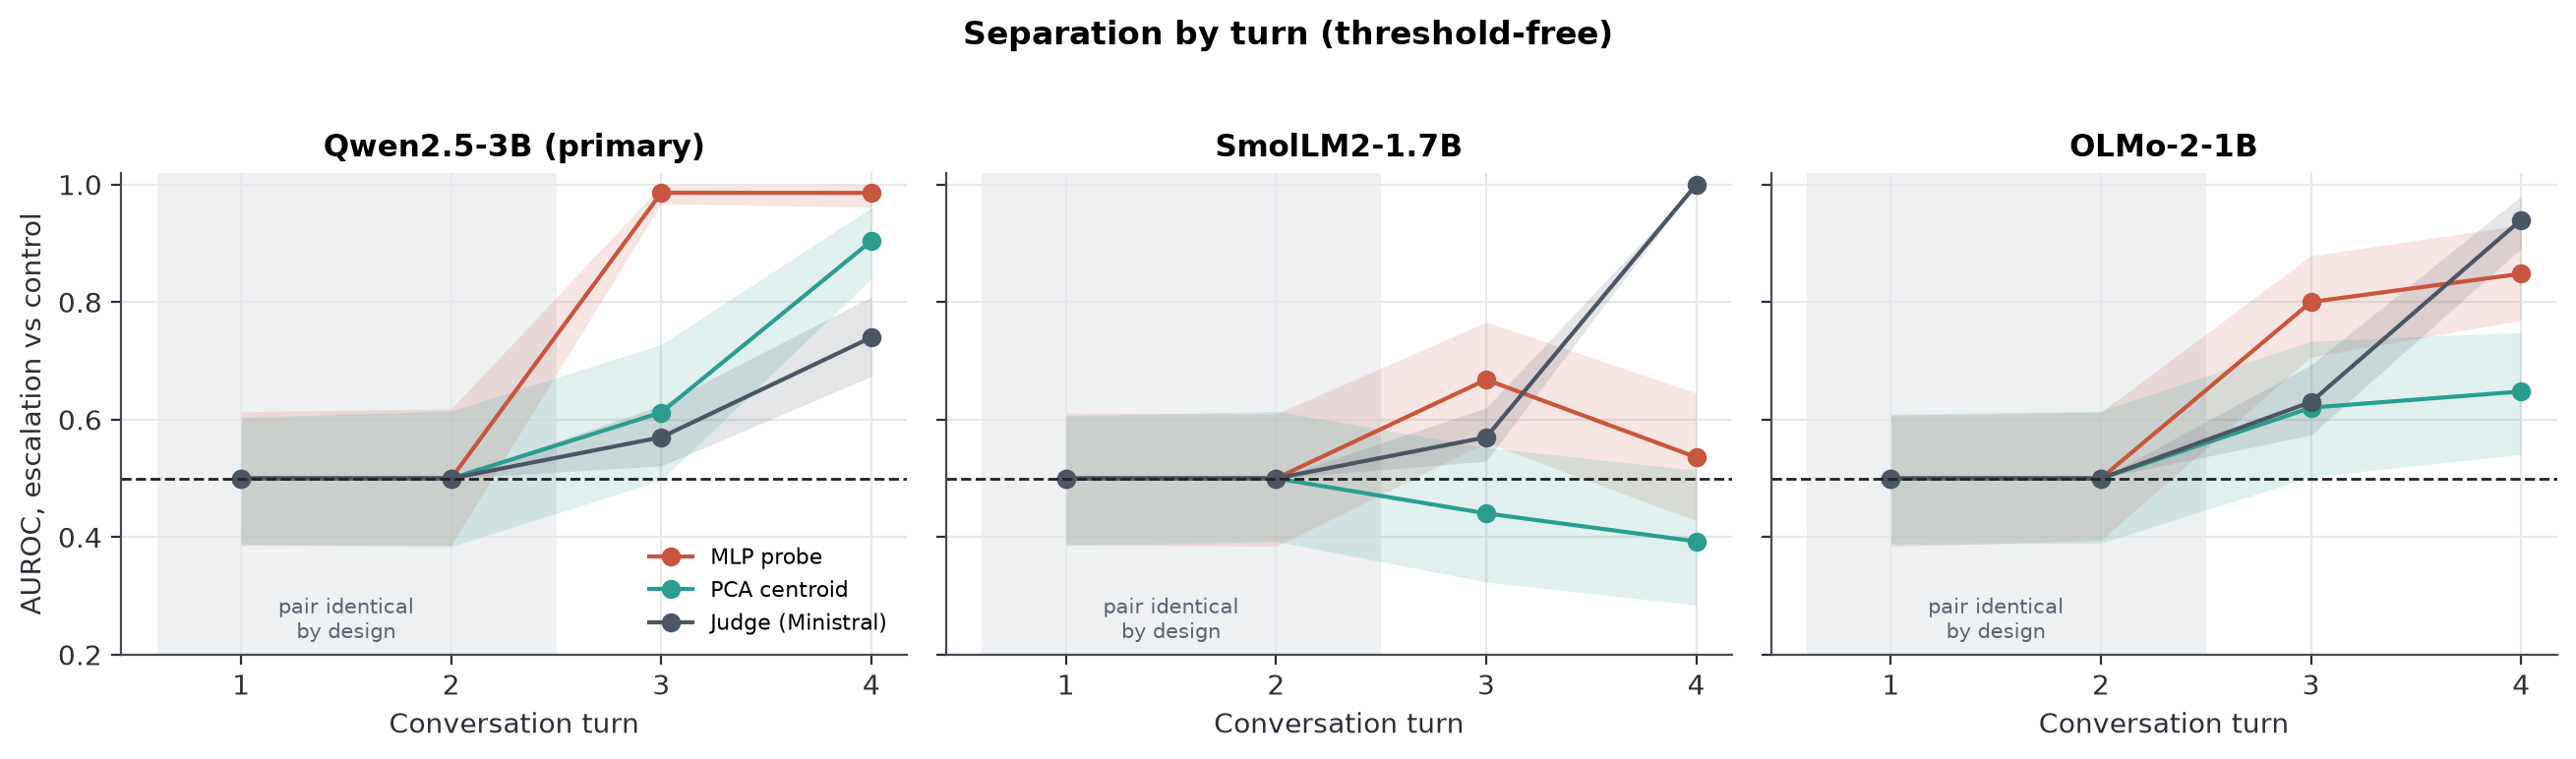 Separation by turn (threshold-free)
Qwen2.5-3B (primary)
AUROC, escalation vs control
1.0
0.8
0.6
0.4
0.2
pair identical
by design
MLP probe
PCA centroid
Judge (Ministral)
1 2 3 4
Conversation turn
SmolLM2-1.7B
pair identical
by design
1 2 3 4
Conversation turn
OLMo-2-1B
pair identical
by design
1 2 3 4
Conversation turn